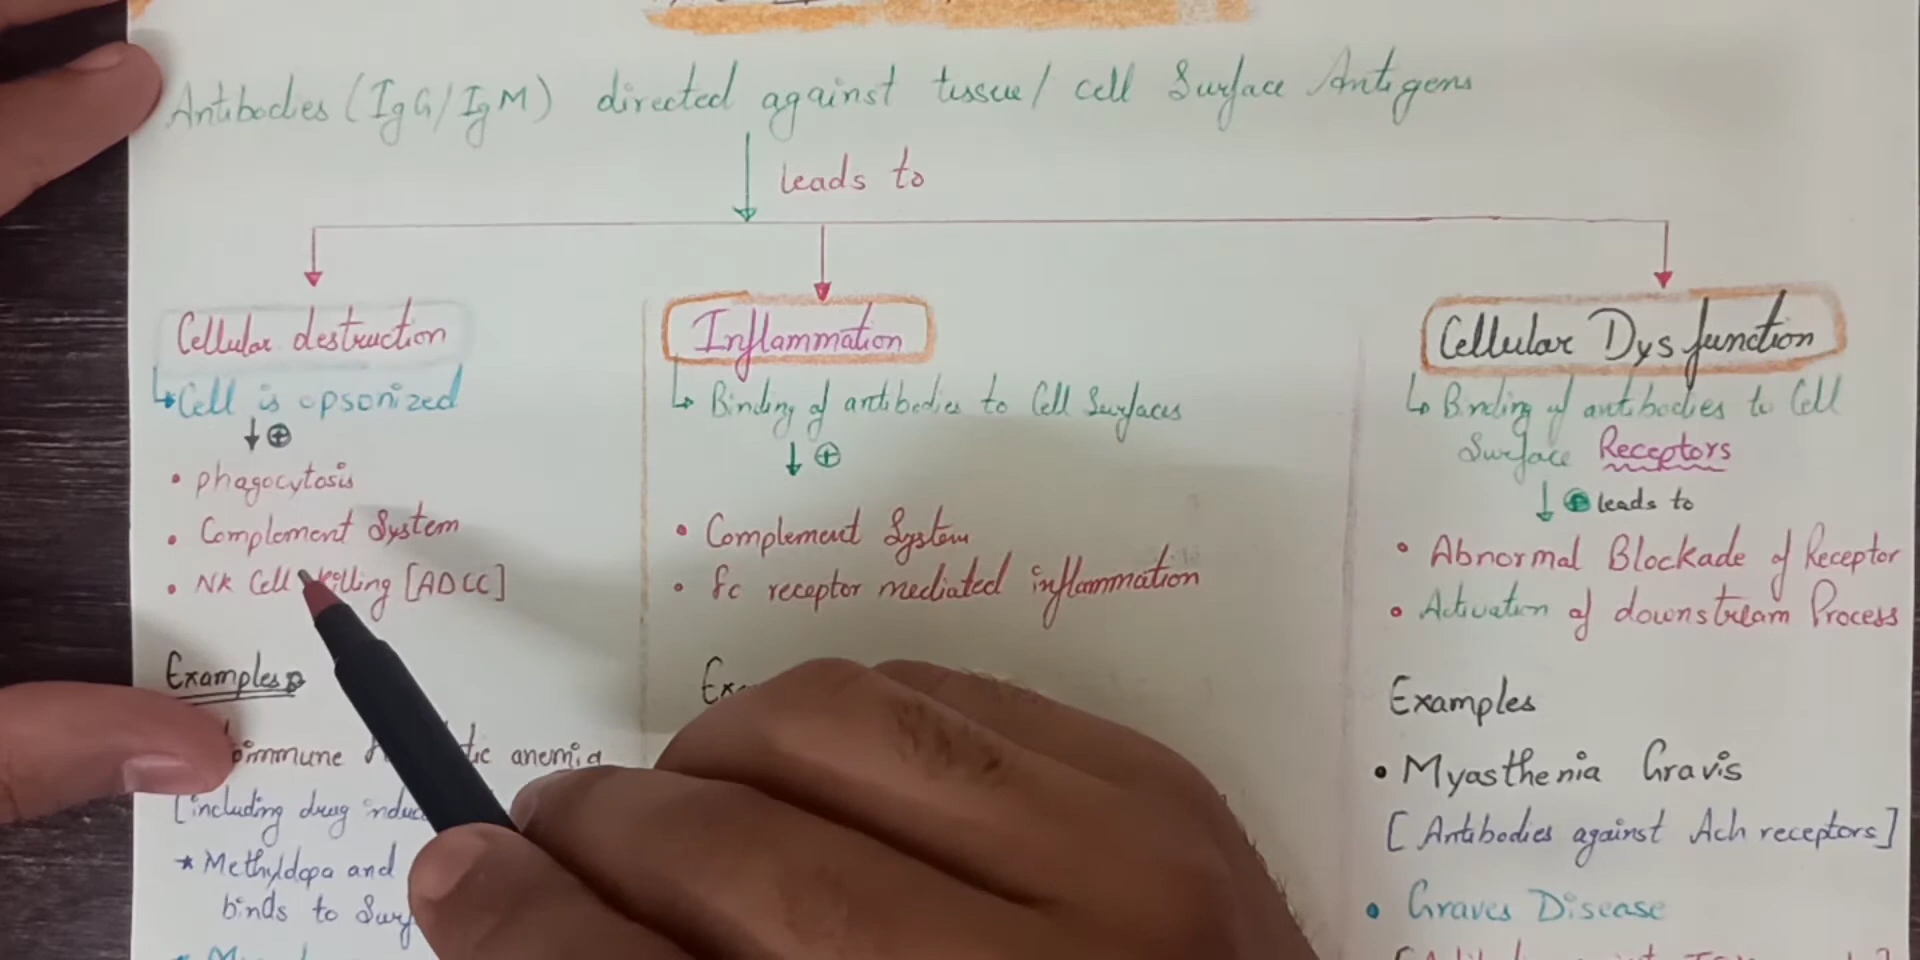 Antibodies (IgG/IgM) directed against tissue/ cell Surface Antigens
leads to
Cellular destruction
Cell is opsonized
• phagocytosis
• Complement System
• NK Cell killing [ADCC]
Examples
immune anemia
[including drug
* Methyldopa and
binds to
Inflammation
Binding of antibodies to Cell Surfaces
• Complement System
• Fc receptor mediated inflammation
Cellular Dysfunction
Binding of antibodies to Cell
Surface Receptors
leads to
• Abnormal Blockade of Receptor
• Activation of downstream Process
Examples
• Myasthenia Gravis
[Antibodies against Ach receptors]
• Graves Disease